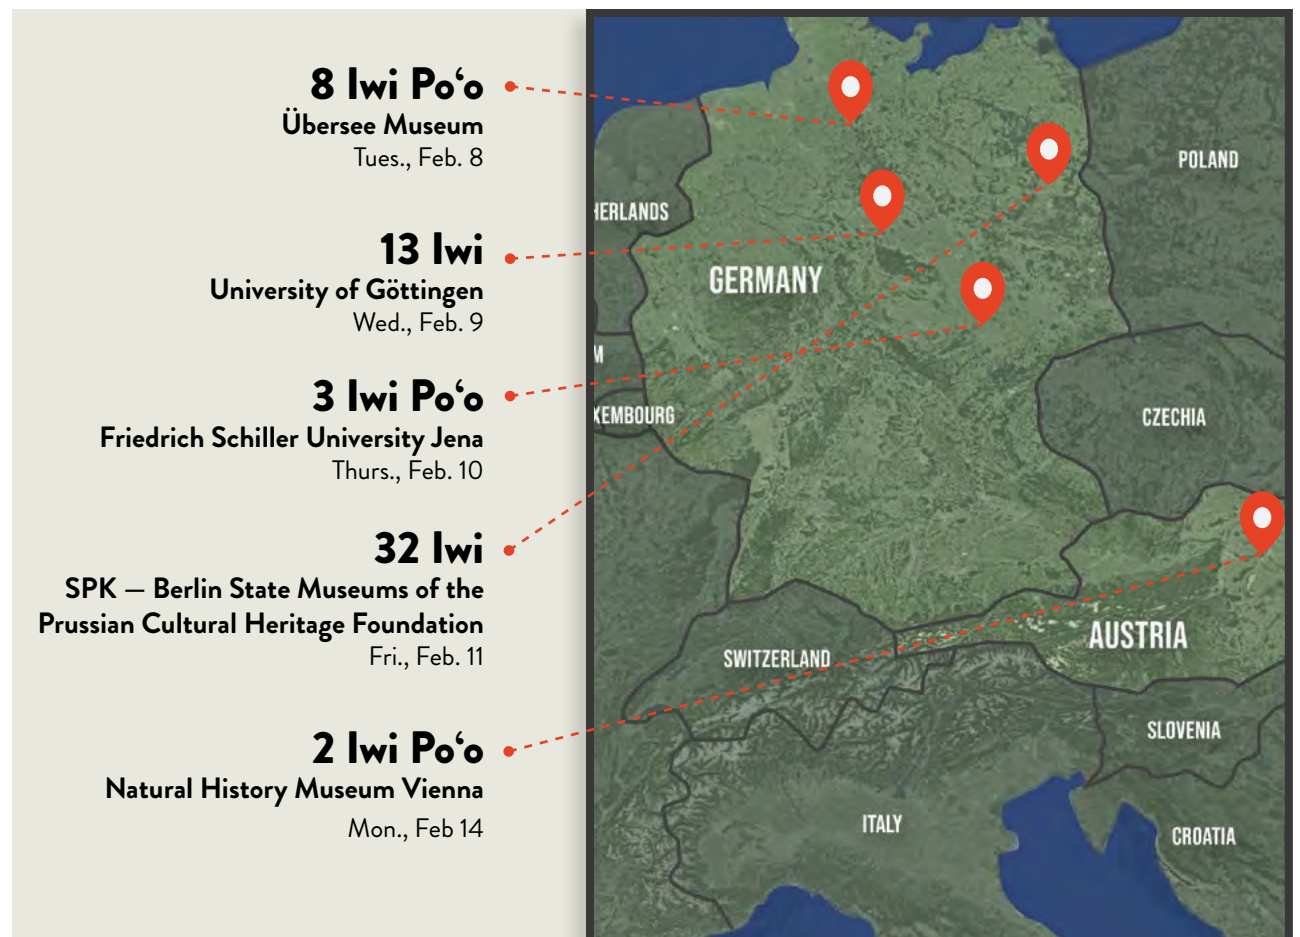 8 Iwi Poʻo
Übersee Museum
Tues., Feb. 8
13 Iwi
University of Göttingen
Wed., Feb. 9
3 Iwi Poʻo
Friedrich Schiller University Jena
Thurs., Feb. 10
32 Iwi
SPK — Berlin State Museums of the
Prussian Cultural Heritage Foundation
Fri., Feb. 11
2 Iwi Poʻo
Natural History Museum Vienna
Mon., Feb 14
POLAND
HERLANDS
GERMANY
M
XEMBOURG
CZECHIA
AUSTRIA
SWITZERLAND
SLOVENIA
ITALY
CROATIA